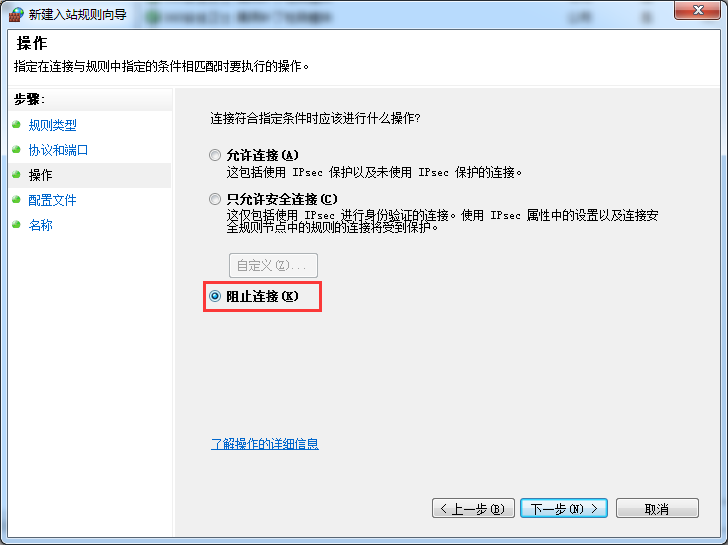 新建入站规则向导
操作
指定在连接与规则中指定的条件相匹配时要执行的操作。
步骤:
规则类型
协议和端口
操作
配置文件
名称
连接符合指定条件时应该进行什么操作?
允许连接(A)
这包括使用 IPsec 保护以及未使用 IPsec 保护的连接。
只允许安全连接(C)
这仅包括使用 IPsec 进行身份验证的连接。使用 IPsec 属性中的设置以及连接安
全规则节点中的规则的连接将受到保护。
自定义(Z)...
阻止连接(K)
了解操作的详细信息
< 上一步(B)
下一步(N) >
取消